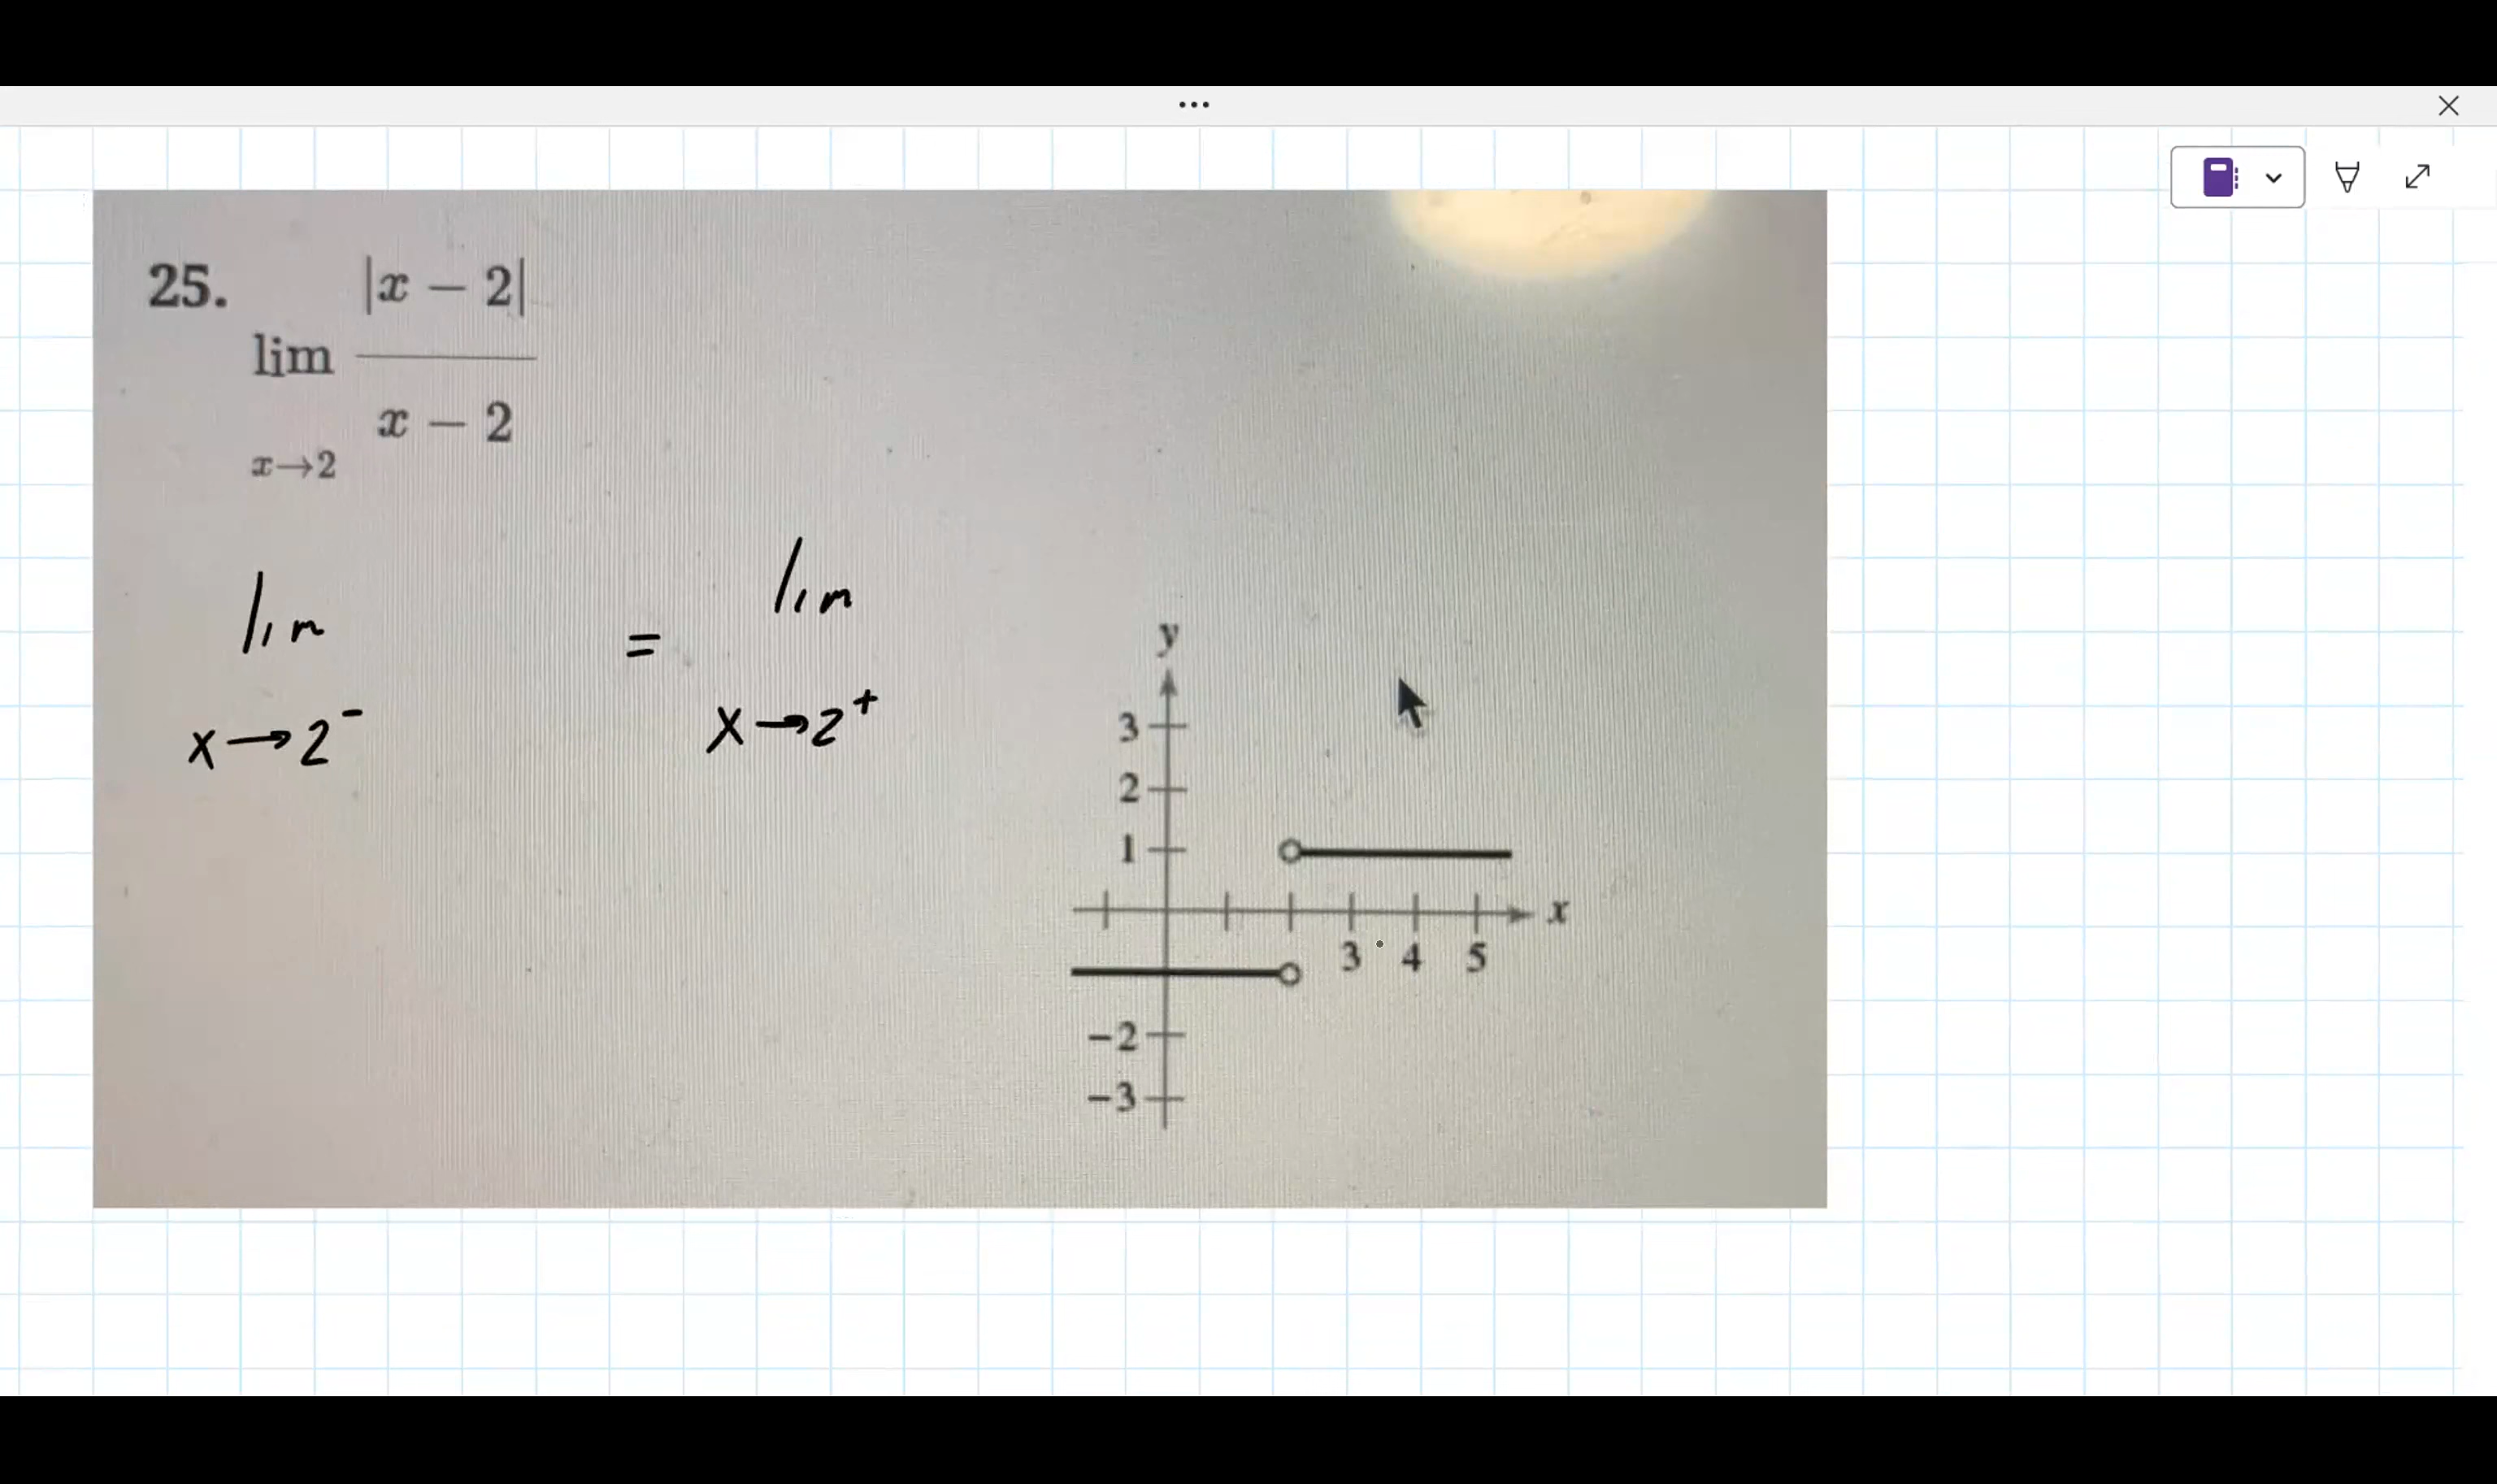 25.
|x − 2|
lim
x − 2
x→2
lim = lim
x→2⁻ x→2⁺
y
3
2
1
x
3 4 5
−2
−3